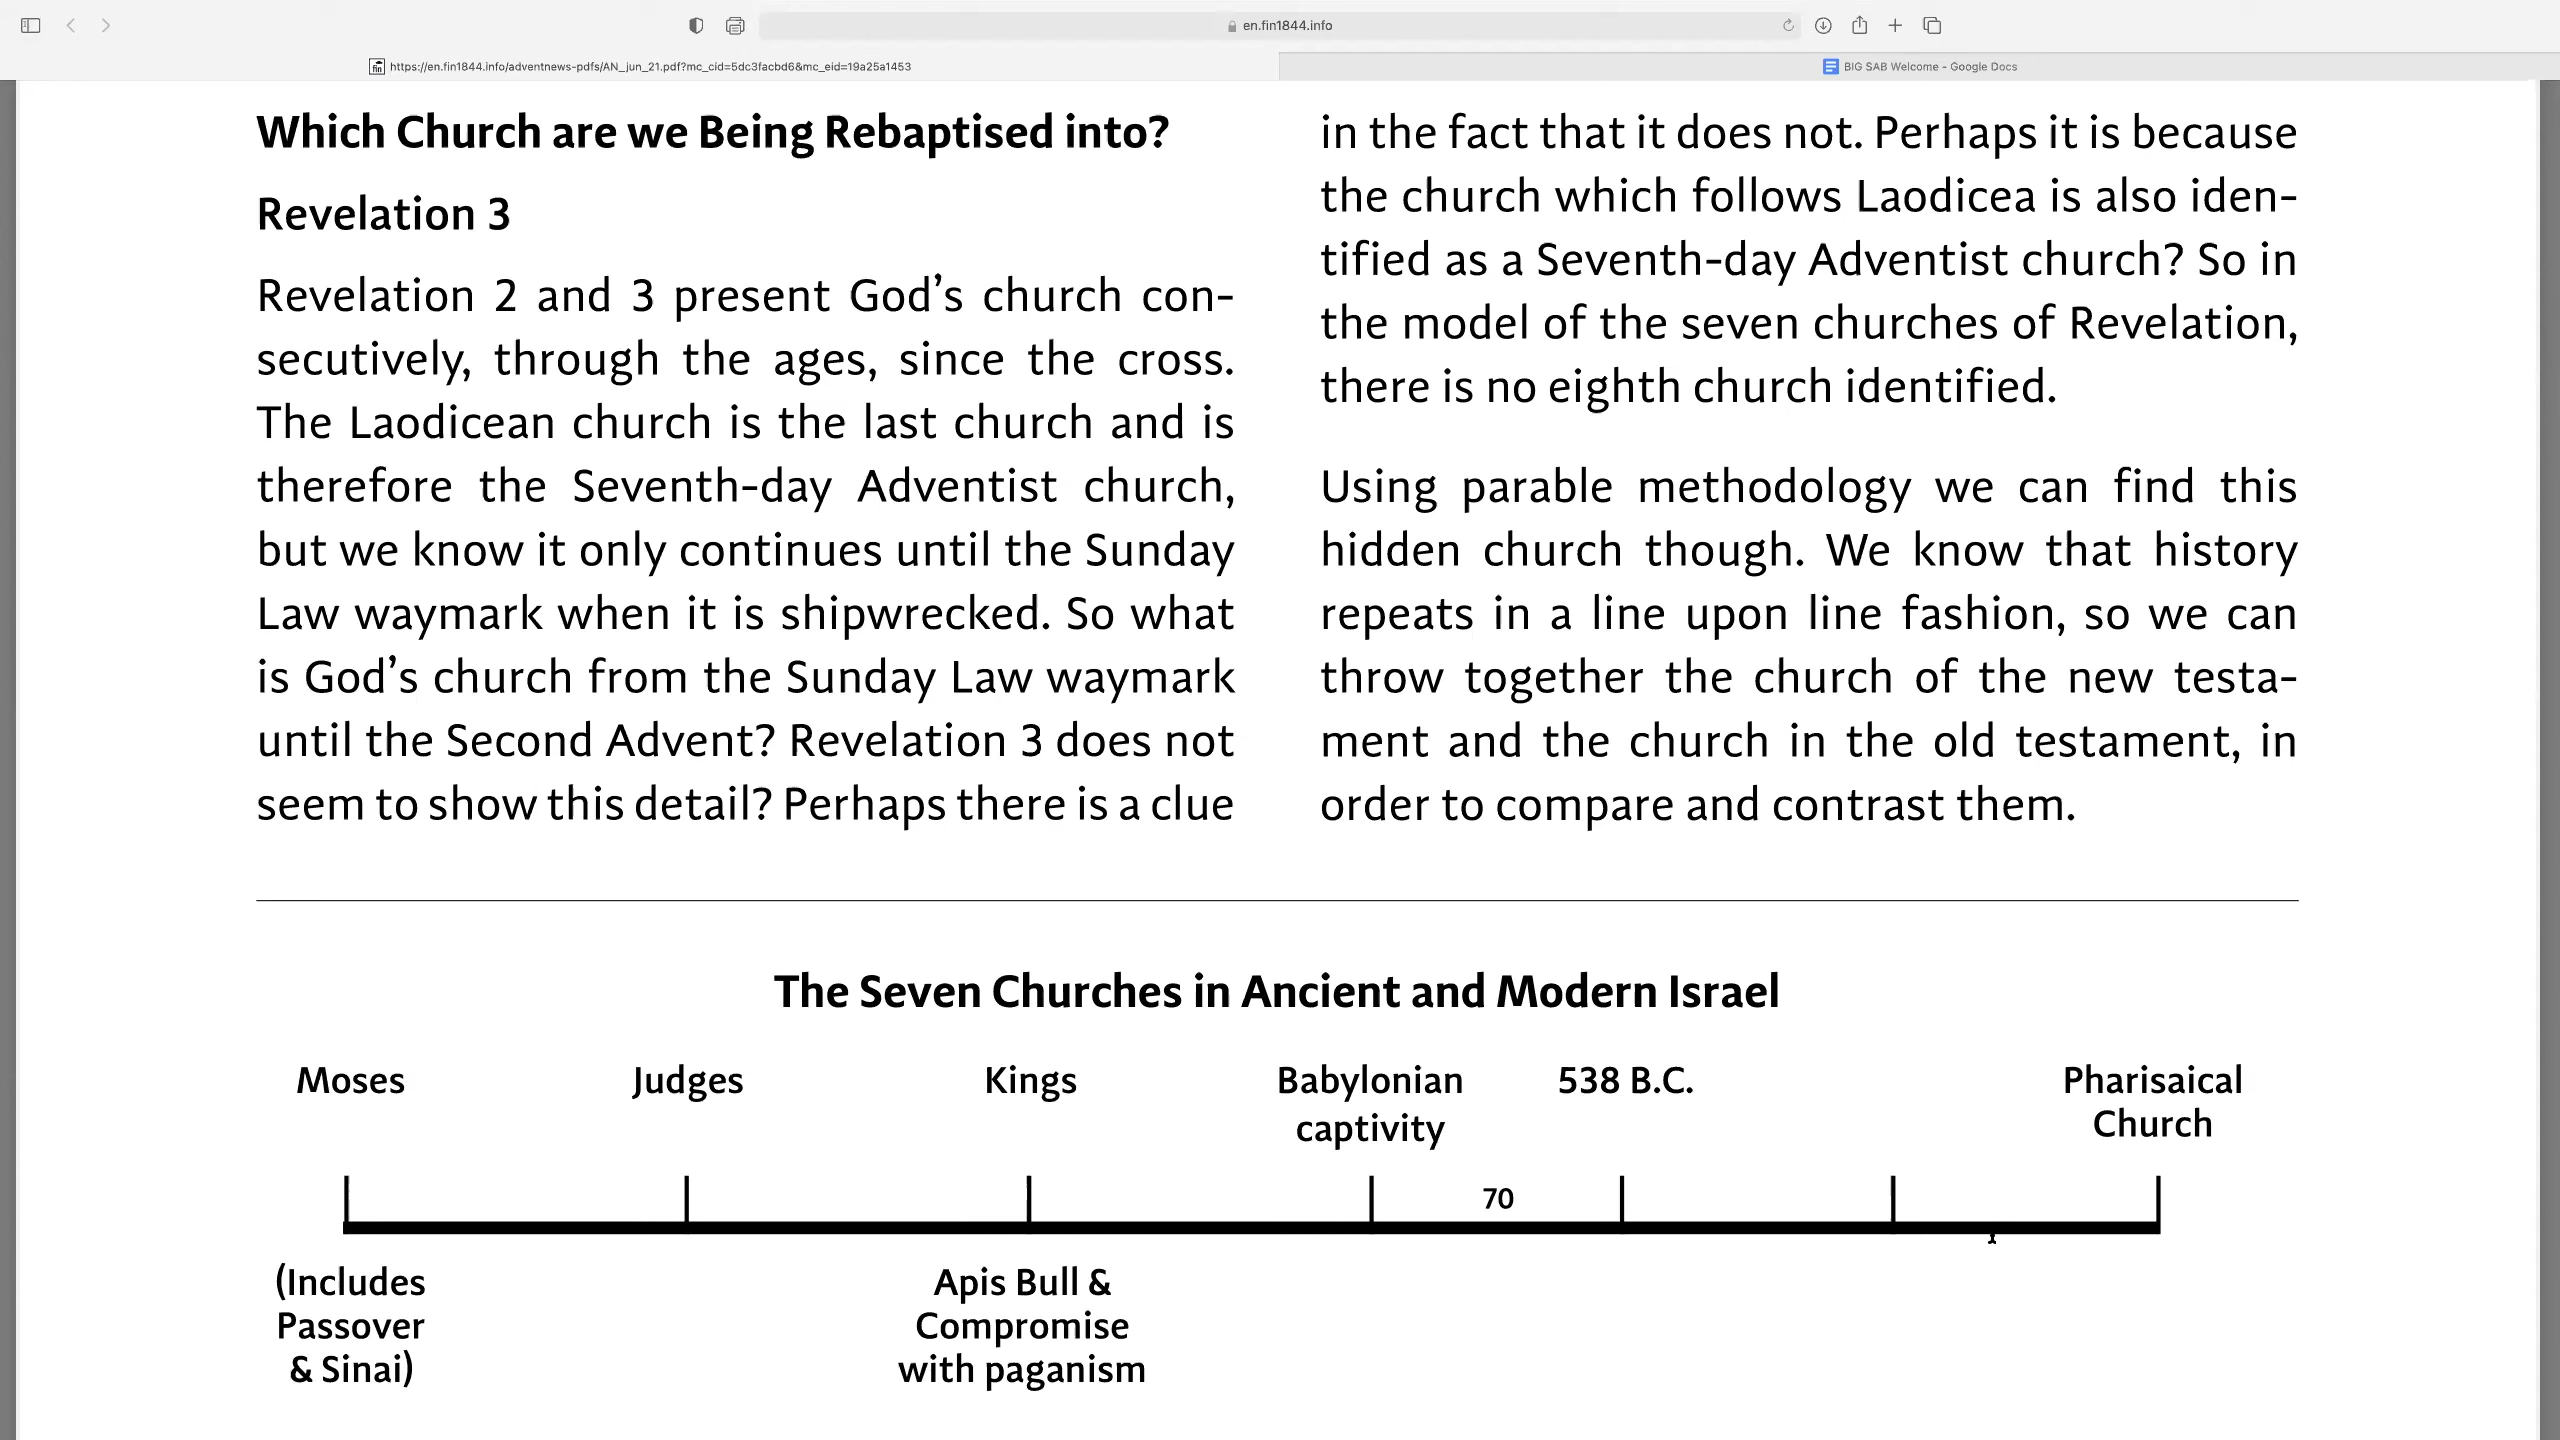 en.fin1844.info
https://en.fin1844.info/adventnews-pdfs/AN_jun_21.pdf?mc_cid=5dc3facbd6&mc_eid=19a25a1453
BIG SAB Welcome - Google Docs
Which Church are we Being Rebaptised into?
Revelation 3
Revelation 2 and 3 present God’s church con-
secutively, through the ages, since the cross.
The Laodicean church is the last church and is
therefore the Seventh-day Adventist church,
but we know it only continues until the Sunday
Law waymark when it is shipwrecked. So what
is God’s church from the Sunday Law waymark
until the Second Advent? Revelation 3 does not
seem to show this detail? Perhaps there is a clue
in the fact that it does not. Perhaps it is because
the church which follows Laodicea is also iden-
tified as a Seventh-day Adventist church? So in
the model of the seven churches of Revelation,
there is no eighth church identified.
Using parable methodology we can find this
hidden church though. We know that history
repeats in a line upon line fashion, so we can
throw together the church of the new testa-
ment and the church in the old testament, in
order to compare and contrast them.
The Seven Churches in Ancient and Modern Israel
Moses
Judges
Kings
Babylonian
captivity
538 B.C.
Pharisaical
Church
70
(Includes
Passover
& Sinai)
Apis Bull &
Compromise
with paganism